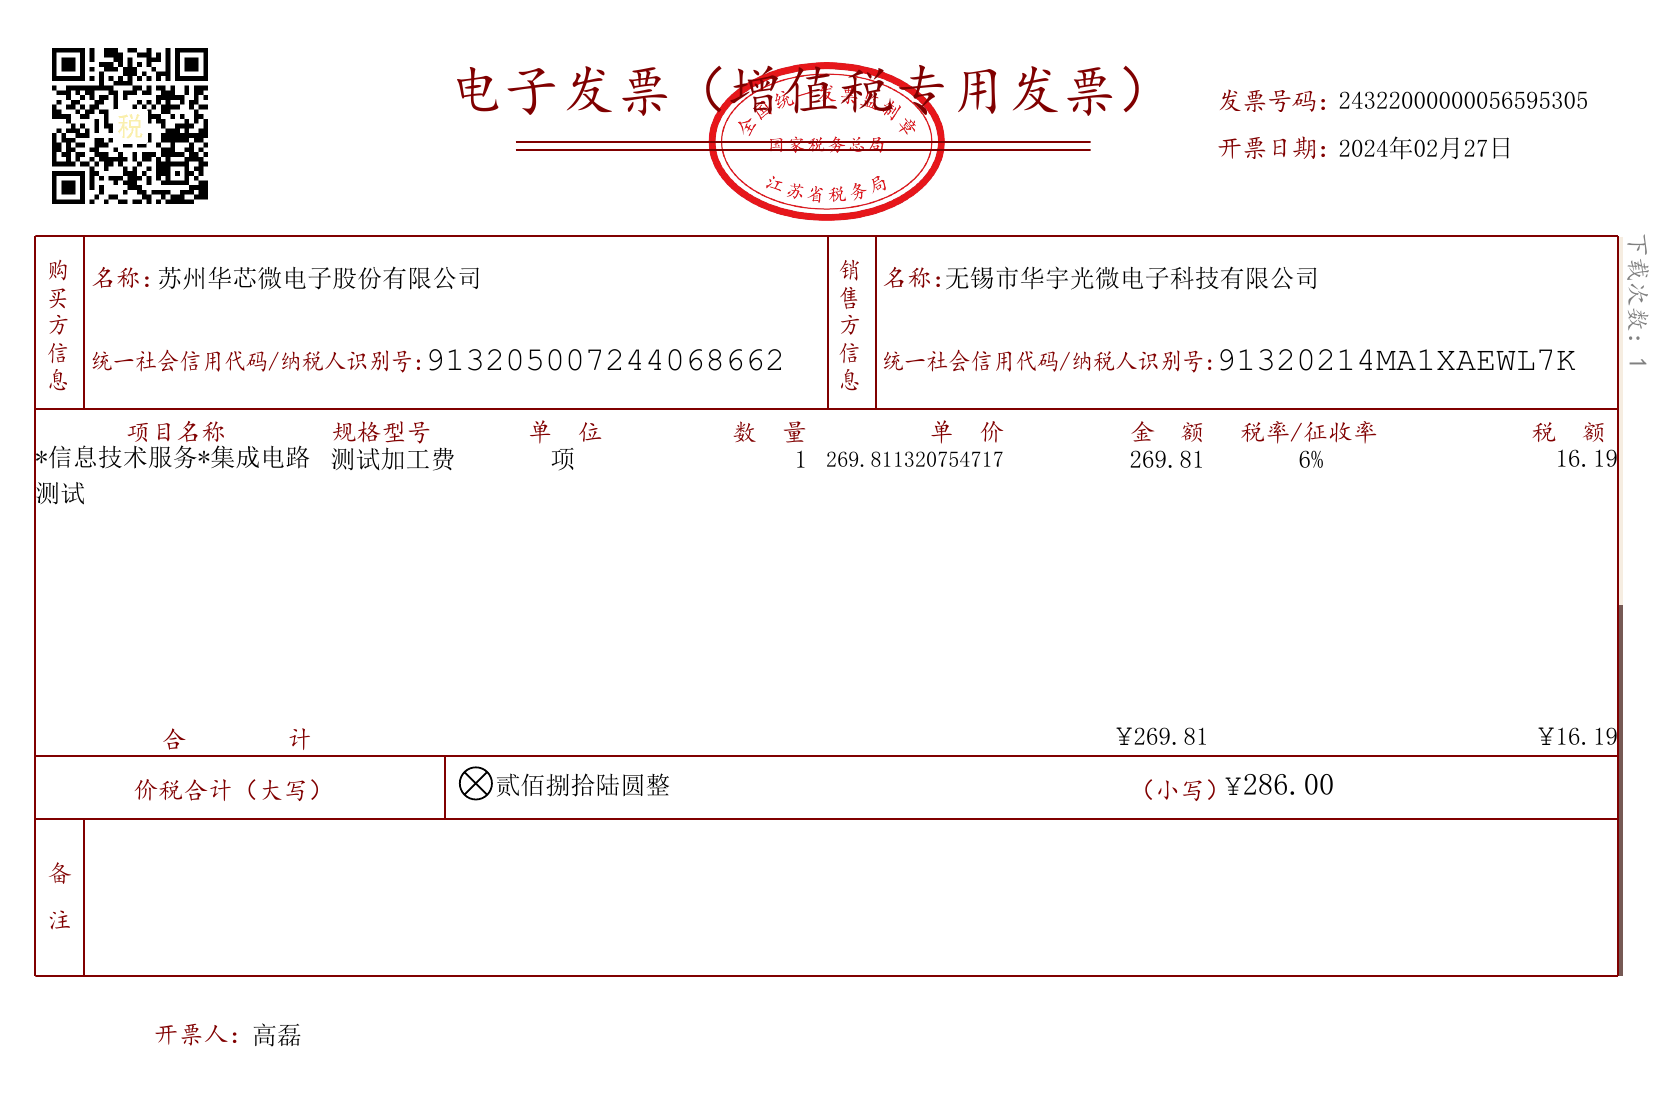 税
电子发票（增值税专用发票）
全国统一发票监制章
国家税务总局
江苏省税务局
发票号码：24322000000056595305
开票日期：2024年02月27日
下载次数：1
购买方信息
名称：苏州华芯微电子股份有限公司
统一社会信用代码/纳税人识别号：913205007244068662
销售方信息
名称：无锡市华宇光微电子科技有限公司
统一社会信用代码/纳税人识别号：91320214MA1XAEWL7K
项目名称 规格型号 单 位 数 量 单 价 金 额 税率/征收率 税 额
*信息技术服务*集成电路 测试加工费 项 1 269.811320754717 269.81 6% 16.19
测试
合 计 ¥269.81 ¥16.19
价税合计（大写） 贰佰捌拾陆圆整 （小写）¥286.00
备注
开票人：高磊